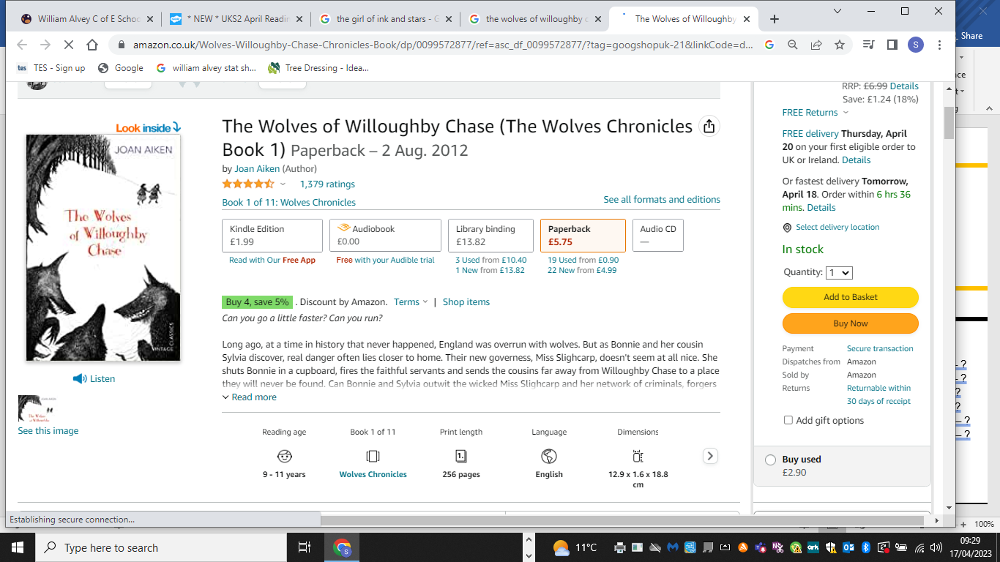 William Alvey C of E Schoo
* NEW * UKS2 April Readin
the girl of ink and stars - G
the wolves of willoughby c
The Wolves of Willoughby
Share
amazon.co.uk/Wolves-Willoughby-Chase-Chronicles-Book/dp/0099572877/ref=asc_df_0099572877/?tag=googshopuk-21&linkCode=d...
S
tes TES - Sign up
Google
william alvey stat sh...
Tree Dressing - Idea...
RRP: £6.99 Details
Save: £1.24 (18%)
FREE Returns
FREE delivery Thursday, April
20 on your first eligible order to
UK or Ireland. Details
Or fastest delivery Tomorrow,
April 18. Order within 6 hrs 36
mins. Details
Select delivery location
In stock
Quantity: 1
Add to Basket
Buy Now
Payment Secure transaction
Dispatches from Amazon
Sold by Amazon
Returns Returnable within
30 days of receipt
Add gift options
Buy used
£2.90
Look inside
JOAN AIKEN
The Wolves
of Willoughby
Chase
VINTAGE CLASSICS
Listen
See this image
The Wolves of Willoughby Chase (The Wolves Chronicles
Book 1) Paperback – 2 Aug. 2012
by Joan Aiken (Author)
1,379 ratings
Book 1 of 11: Wolves Chronicles
See all formats and editions
Kindle Edition
£1.99
Read with Our Free App
Audiobook
£0.00
Free with your Audible trial
Library binding
£13.82
3 Used from £10.40
1 New from £13.82
Paperback
£5.75
19 Used from £0.90
22 New from £4.99
Audio CD
—
Buy 4, save 5% . Discount by Amazon. Terms | Shop items
Can you go a little faster? Can you run?
Long ago, at a time in history that never happened, England was overrun with wolves. But as Bonnie and her cousin
Sylvia discover, real danger often lies closer to home. Their new governess, Miss Slighcarp, doesn't seem at all nice. She
shuts Bonnie in a cupboard, fires the faithful servants and sends the cousins far away from Willoughby Chase to a place
they will never be found. Can Bonnie and Sylvia outwit the wicked Miss Slighcarp and her network of criminals, forgers
Read more
Reading age
9 - 11 years
Book 1 of 11
Wolves Chronicles
Print length
1.
256 pages
Language
English
Dimensions
12.9 x 1.6 x 18.8
cm
Establishing secure connection...
100%
Type here to search
11°C
09:29
17/04/2023